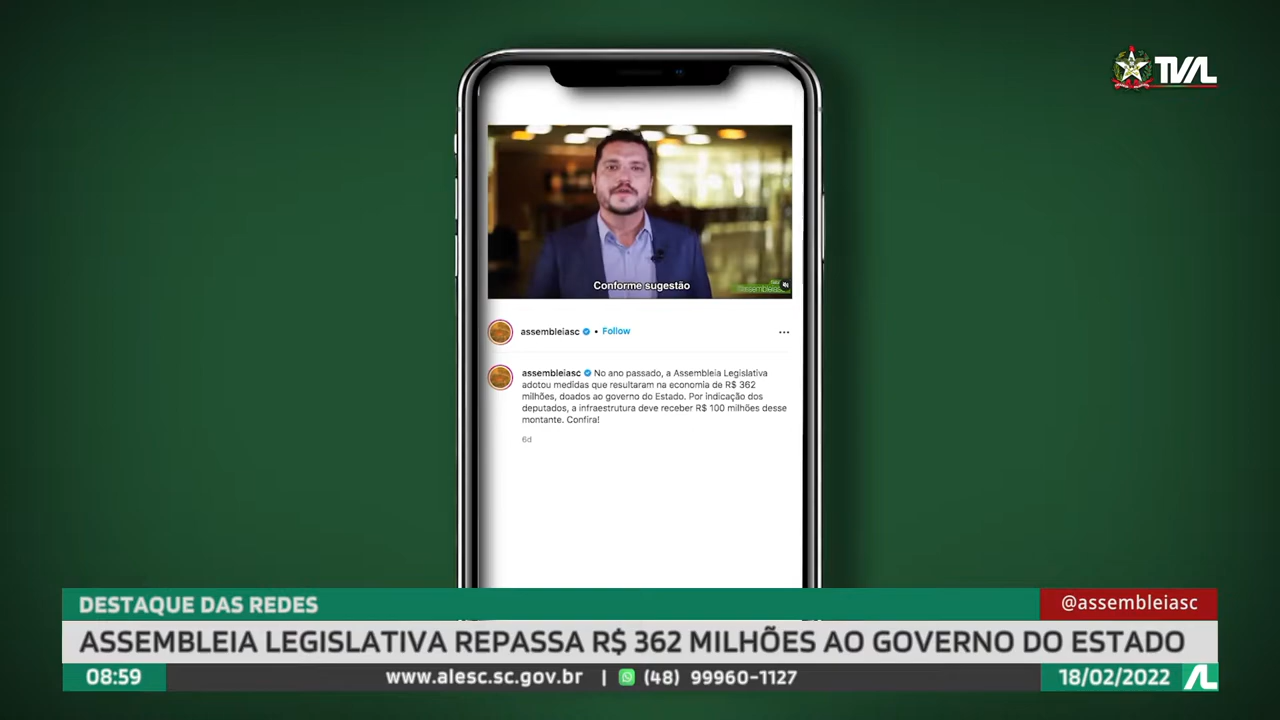 TVAL
Conforme sugestão
assembleiasc • Follow
assembleiasc No ano passado, a Assembleia Legislativa
adotou medidas que resultaram na economia de R$ 362
milhões, doados ao governo do Estado. Por indicação dos
deputados, a infraestrutura deve receber R$ 100 milhões desse
montante. Confira!
6d
DESTAQUE DAS REDES
@assembleiasc
ASSEMBLEIA LEGISLATIVA REPASSA R$ 362 MILHÕES AO GOVERNO DO ESTADO
08:59
www.alesc.sc.gov.br | (48) 99960-1127
18/02/2022
AL